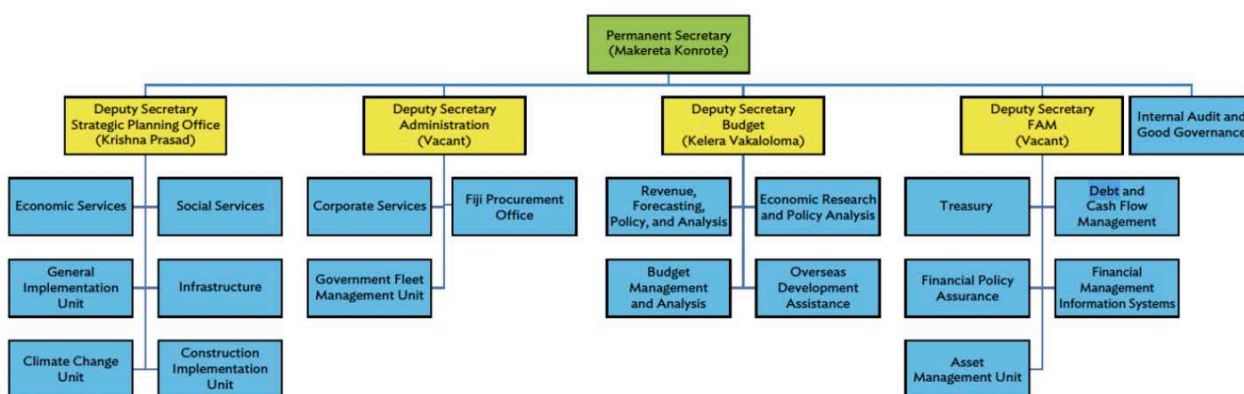 Permanent Secretary
(Makereta Konrote)
Deputy Secretary
Strategic Planning Office
(Krishna Prasad)
Deputy Secretary
Administration
(Vacant)
Deputy Secretary
Budget
(Kelera Vakaloloma)
Deputy Secretary
FAM
(Vacant)
Internal Audit and
Good Governance
Economic Services
Social Services
Corporate Services
Fiji Procurement
Office
Revenue,
Forecasting,
Policy, and Analysis
Economic Research
and Policy Analysis
Treasury
Debt and
Cash Flow
Management
General
Implementation
Unit
Infrastructure
Government Fleet
Management Unit
Budget
Management
and Analysis
Overseas
Development
Assistance
Financial Policy
Assurance
Financial
Management
Information Systems
Climate Change
Unit
Construction
Implementation
Unit
Asset
Management Unit